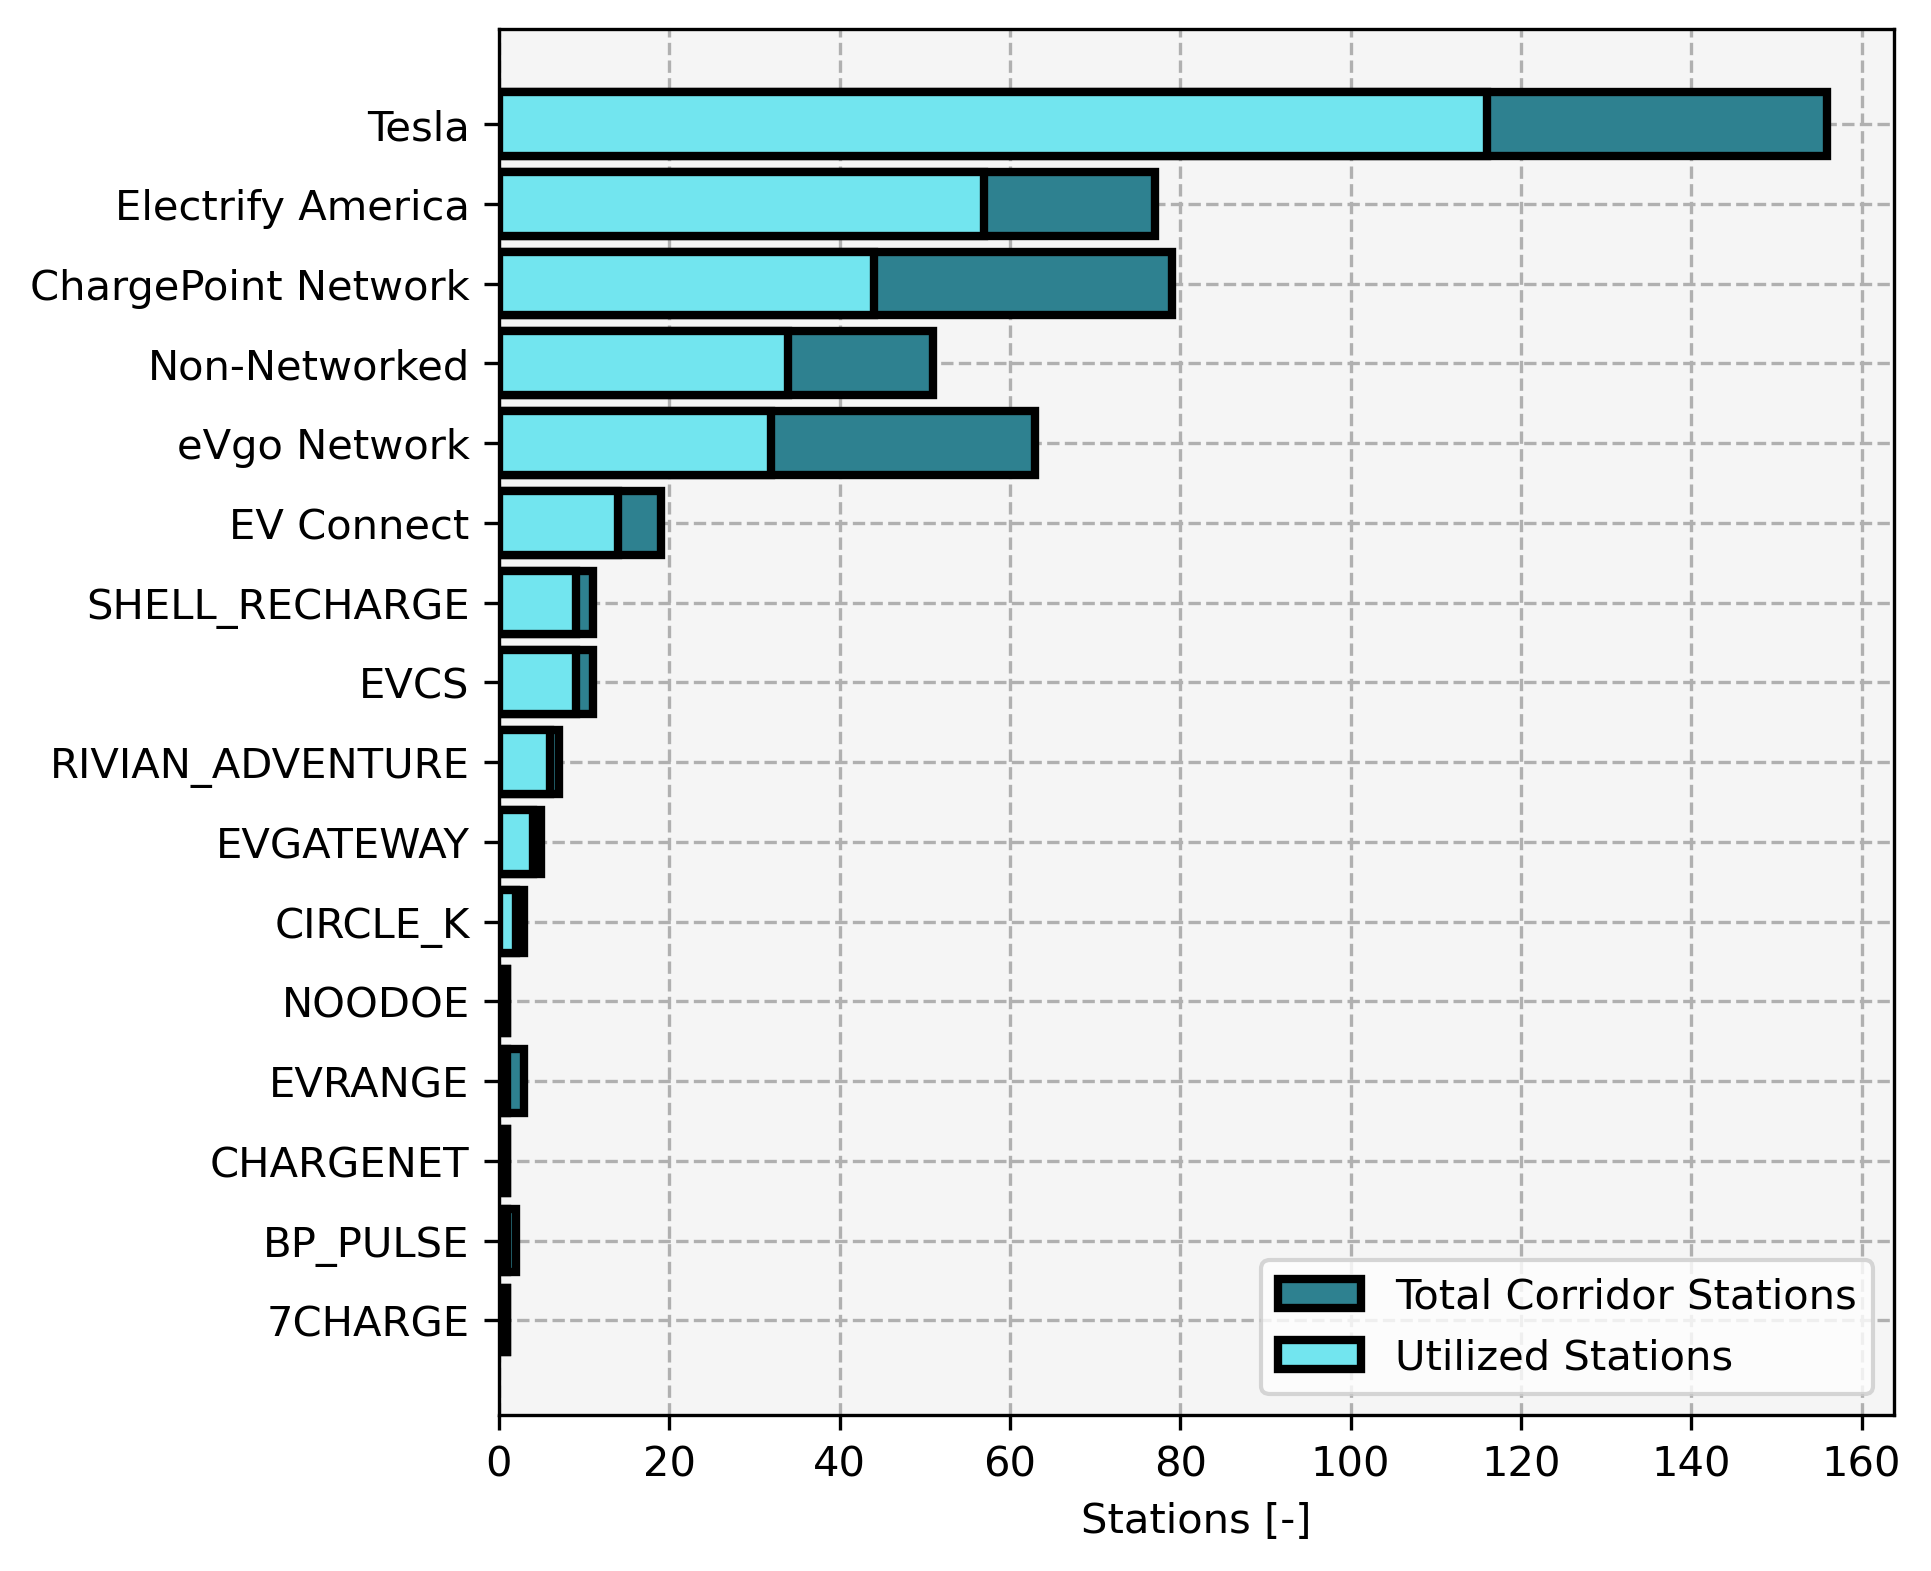 Tesla
Electrify America
ChargePoint Network
Non-Networked
eVgo Network
EV Connect
SHELL_RECHARGE
EVCS
RIVIAN_ADVENTURE
EVGATEWAY
CIRCLE_K
NOODOE
EVRANGE
CHARGENET
BP_PULSE
7CHARGE
Total Corridor Stations
Utilized Stations
0 20 40 60 80 100 120 140 160
Stations [-]